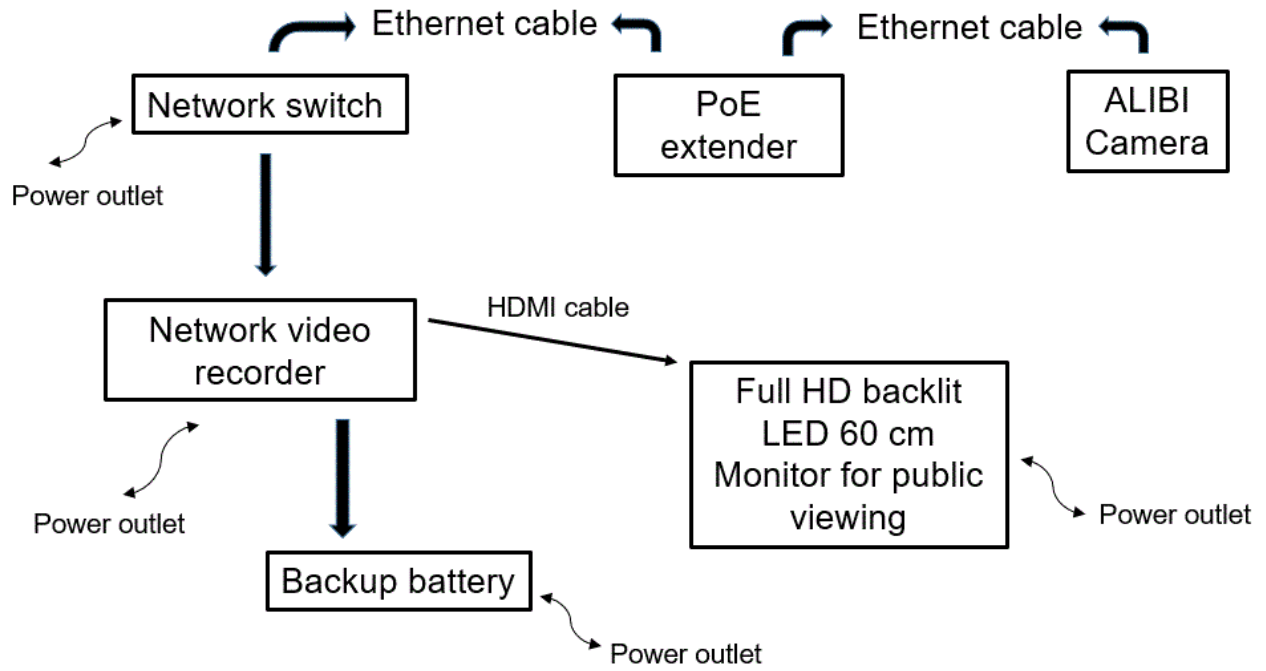 Ethernet cable
Ethernet cable
Network switch
PoE
extender
ALIBI
Camera
Power outlet
Network video
recorder
HDMI cable
Full HD backlit
LED 60 cm
Monitor for public
viewing
Power outlet
Power outlet
Backup battery
Power outlet